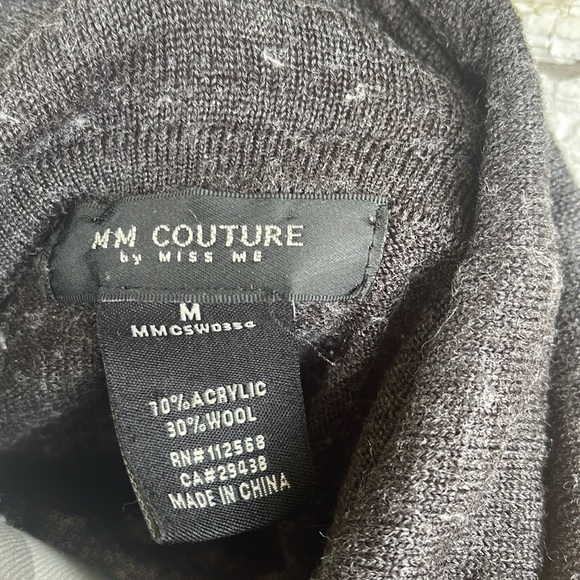 MM COUTURE
by MISS ME
M
MMCSW0354
70%ACRYLIC
30%WOOL
RN#112568
CA#29438
MADE IN CHINA